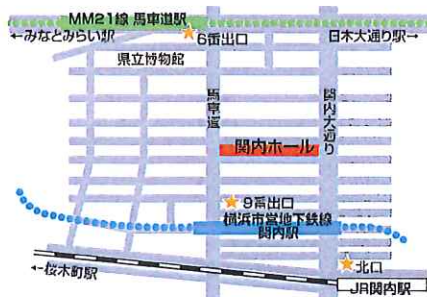 MM21線 馬車道駅
←みなとみらい駅
6番出口
日本大通り駅→
県立博物館
馬車道
関内大通り
関内ホール
9番出口
横浜市営地下鉄線
関内駅
←桜木町駅
北口
JR関内駅